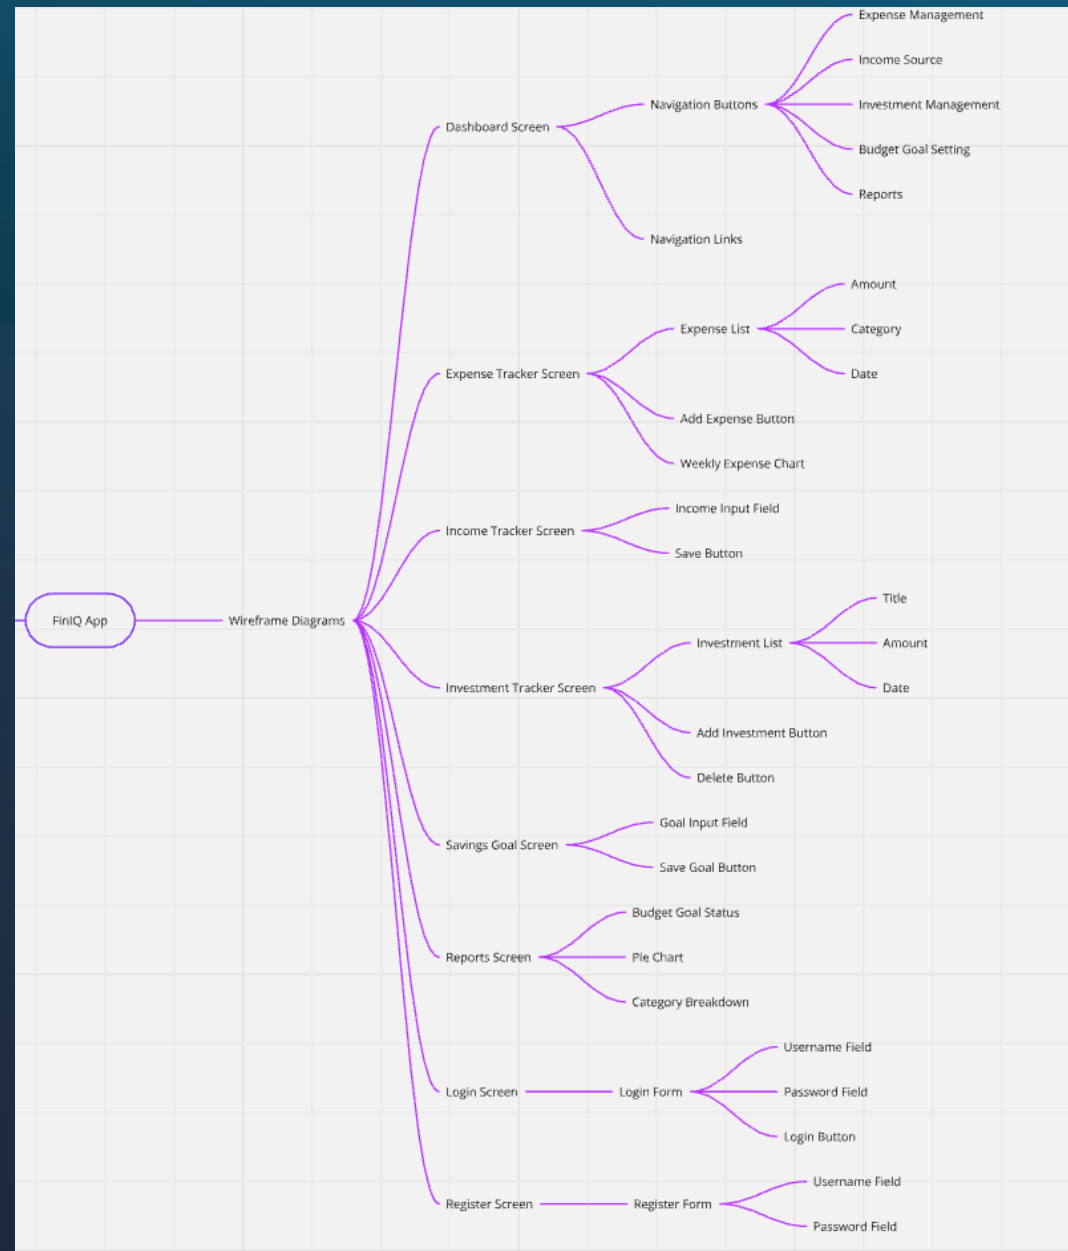 Expense Management
Income Source
Navigation Buttons
Investment Management
Dashboard Screen
Budget Goal Setting
Reports
Navigation Links
Amount
Expense List
Category
Expense Tracker Screen
Date
Add Expense Button
Weekly Expense Chart
Income Input Field
Income Tracker Screen
Save Button
Title
FinIQ App
Wireframe Diagrams
Investment List
Amount
Investment Tracker Screen
Date
Add Investment Button
Delete Button
Goal Input Field
Savings Goal Screen
Save Goal Button
Budget Goal Status
Reports Screen
Pie Chart
Category Breakdown
Username Field
Login Screen
Login Form
Password Field
Login Button
Username Field
Register Screen
Register Form
Password Field